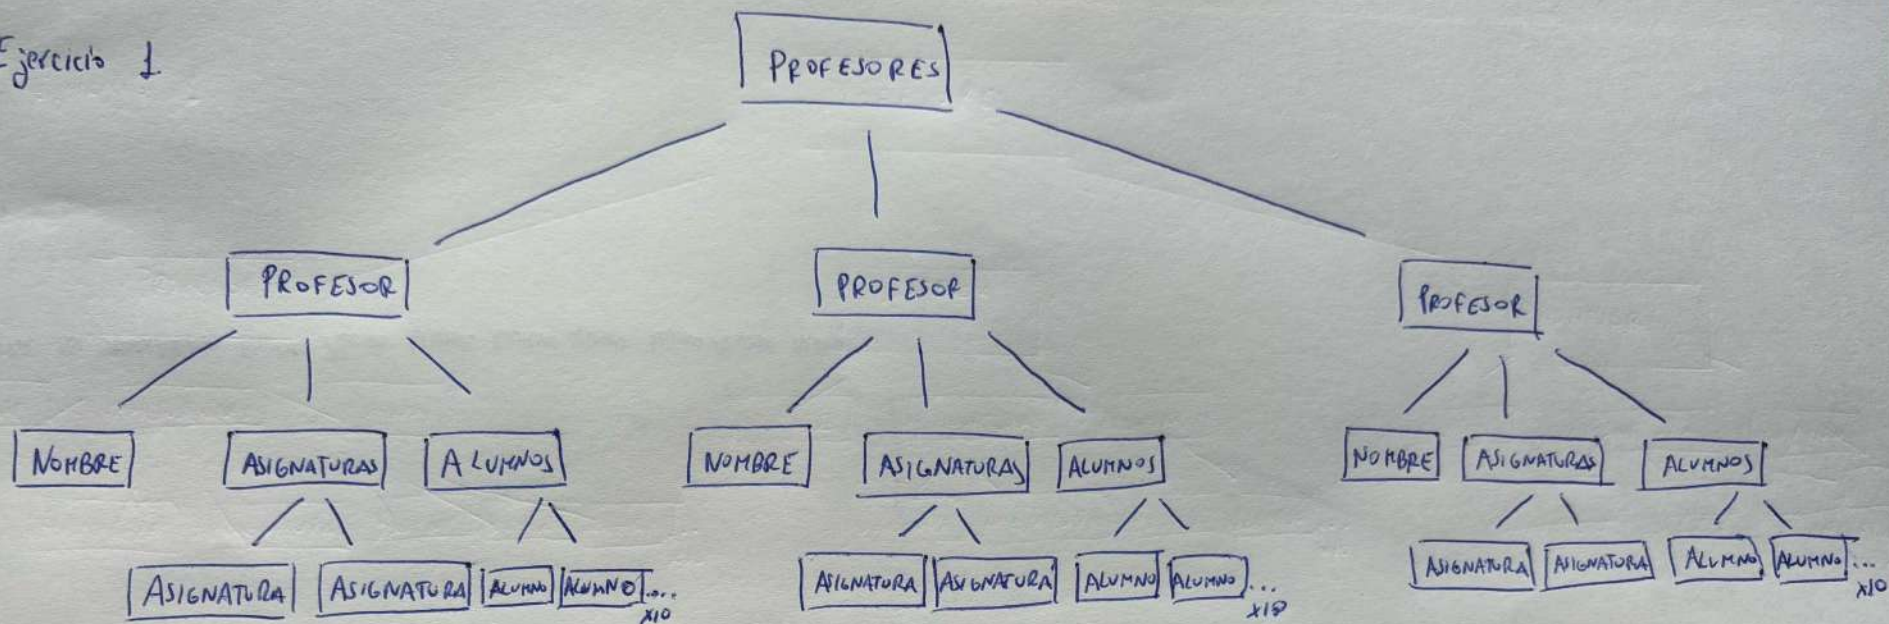 Ejercicio 1
PROFESORES
PROFESOR PROFESOR PROFESOR
NOMBRE ASIGNATURAS ALUMNOS NOMBRE ASIGNATURAS ALUMNOS NOMBRE ASIGNATURAS ALUMNOS
ASIGNATURA ASIGNATURA ALUMNO ALUMNO... ASIGNATURA ASIGNATURA ALUMNO ALUMNO... ASIGNATURA ASIGNATURA ALUMNO ALUMNO...
x10 x10 x10